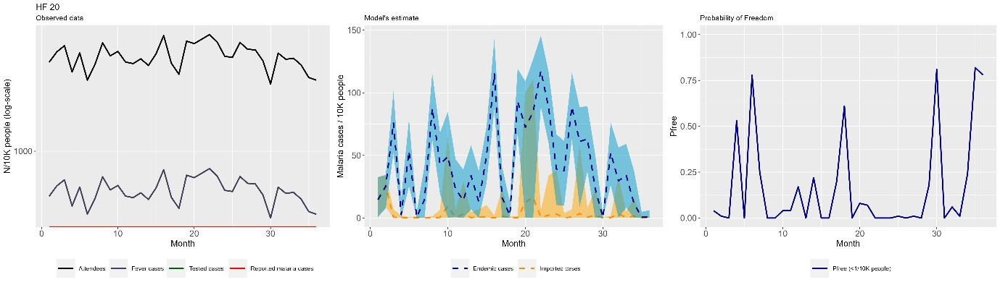 HF 20
Observed data
N/10K people (log-scale)
1000
0
10
20
30
Month
Attendees
Fever cases
Tested cases
Reported malaria cases
Model's estimate
Malaria cases / 10K people
150
100
50
0
0
10
20
30
Month
Endemic cases
Imported cases
Probability of Freedom
Pfree
1.00
0.75
0.50
0.25
0.00
0
10
20
30
Month
Pfree (<1/10K people)